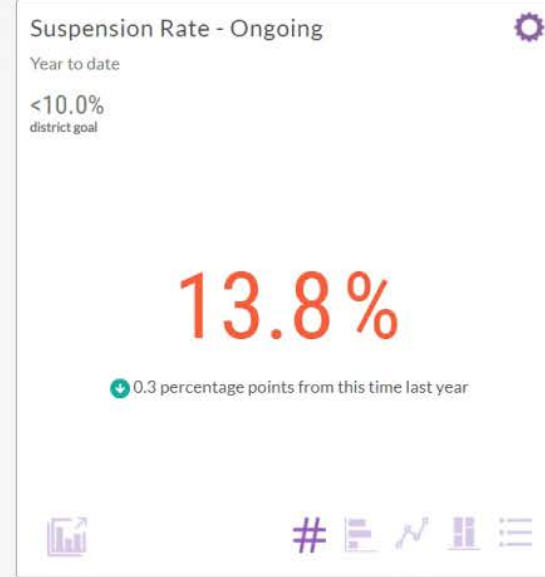 Suspension Rate - Ongoing
Year to date
<10.0%
district goal
13.8%
0.3 percentage points from this time last year
#